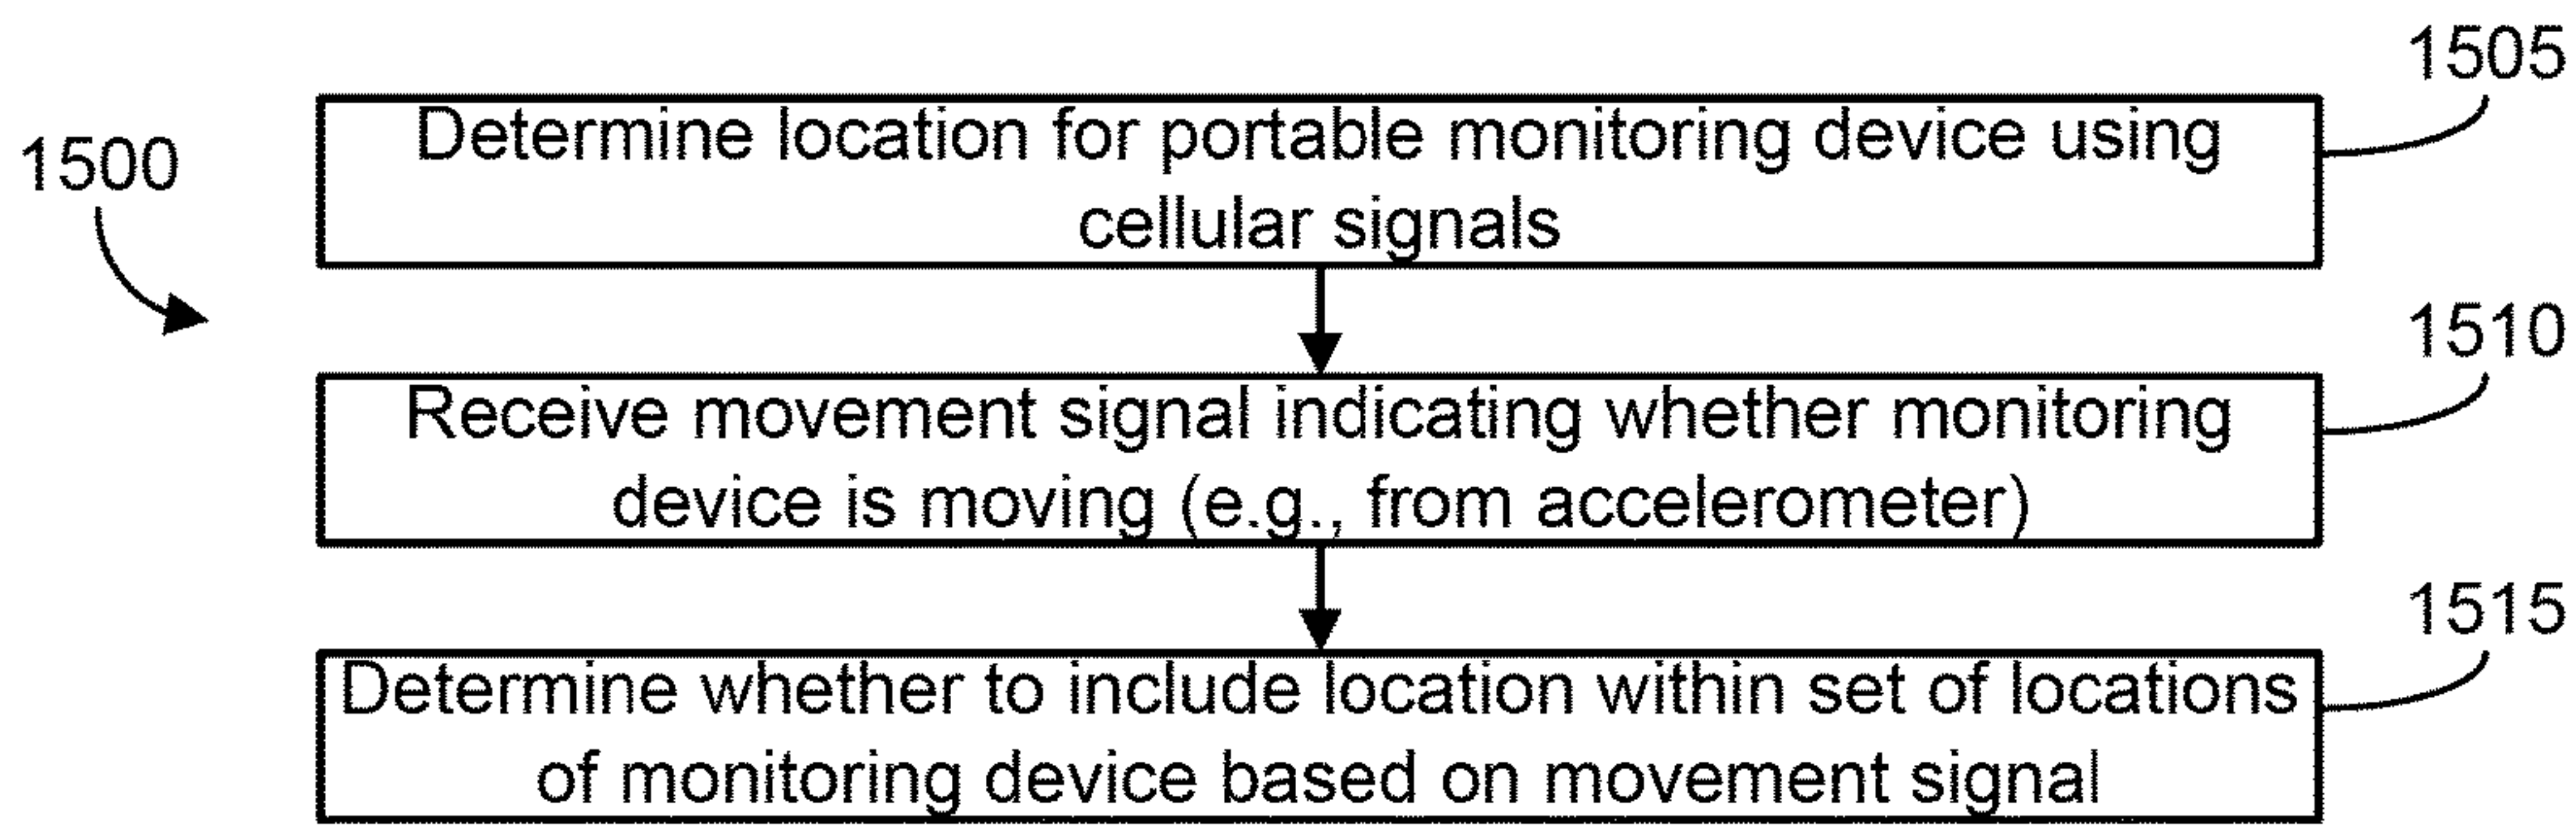 1505
Determine location for portable monitoring device using
cellular signals
1500
1510
Receive movement signal indicating whether monitoring
device is moving (e.g., from accelerometer)
1515
Determine whether to include location within set of locations
of monitoring device based on movement signal